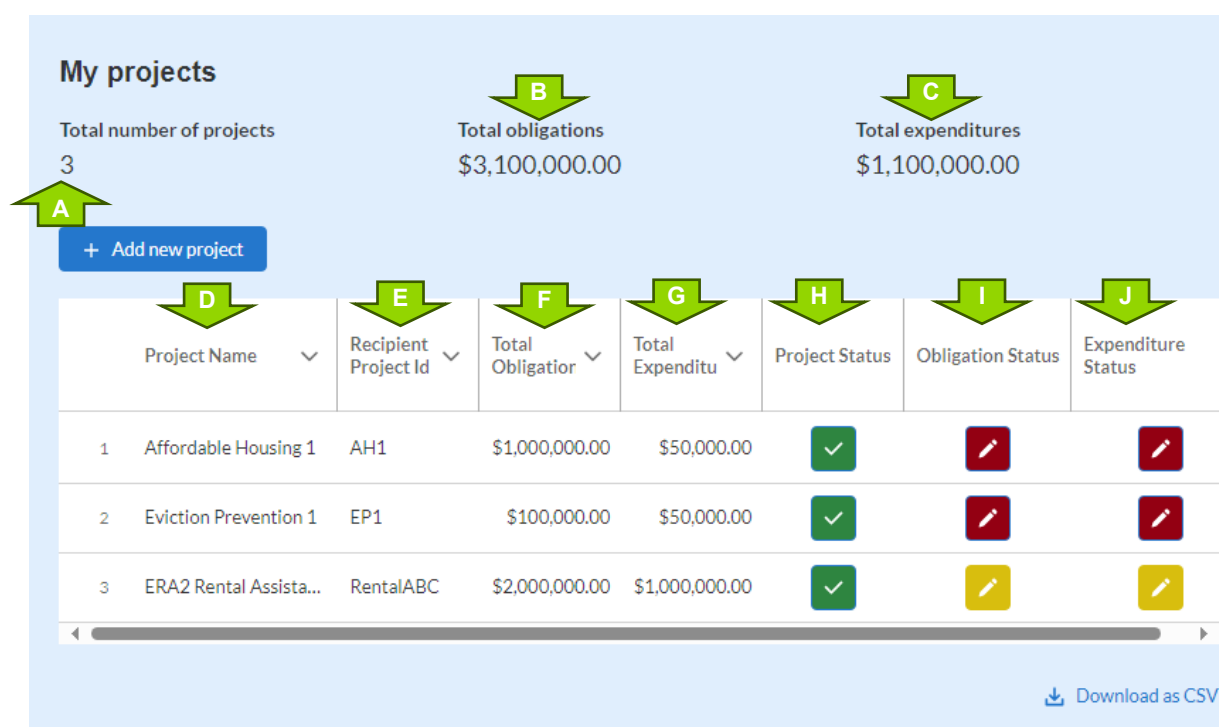 My projects
B
C
Total number of projects
Total obligations
Total expenditures
3
$3,100,000.00
$1,100,000.00
A
+ Add new project
D
E
F
G
H
I
J
Project Name
Recipient Project Id
Total Obligatior
Total Expenditu
Project Status
Obligation Status
Expenditure Status
1 Affordable Housing 1 AH1 $1,000,000.00 $50,000.00
2 Eviction Prevention 1 EP1 $100,000.00 $50,000.00
3 ERA2 Rental Assista... RentalABC $2,000,000.00 $1,000,000.00
Download as CSV